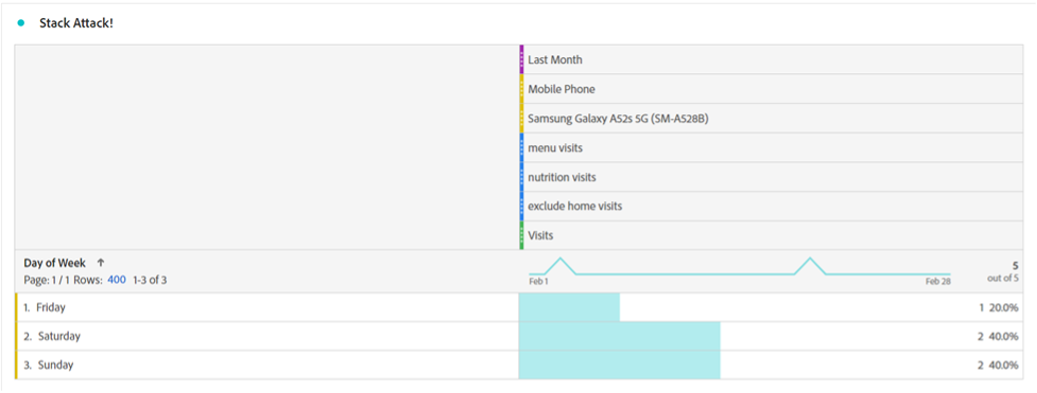 Stack Attack!
Last Month
Mobile Phone
Samsung Galaxy A52s 5G (SM-A528B)
menu visits
nutrition visits
exclude home visits
Visits
Day of Week ↑
Page: 1 / 1 Rows: 400 1-3 of 3
Feb 1
Feb 28
5
out of 5
1. Friday 1 20.0%
2. Saturday 2 40.0%
3. Sunday 2 40.0%